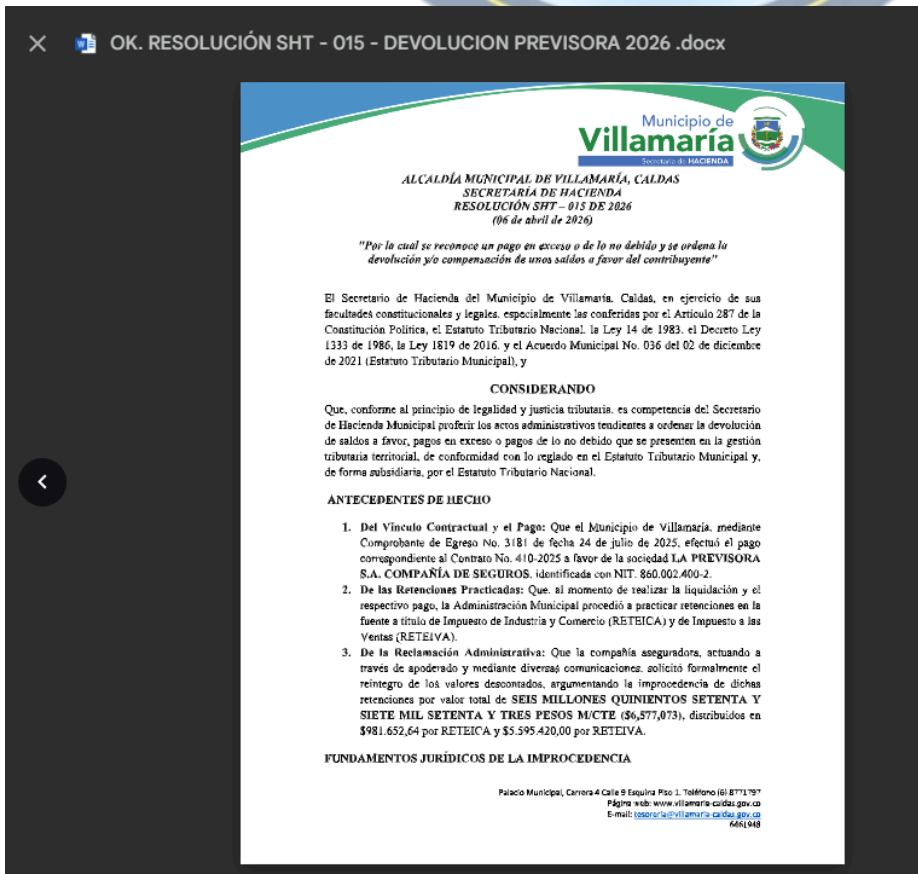 OK. RESOLUCIÓN SHT - 015 - DEVOLUCION PREVISORA 2026 .docx
Municipio de
Villamaría
Secretaría de HACIENDA
ALCALDÍA MUNICIPAL DE VILLAMARÍA, CALDAS
SECRETARÍA DE HACIENDA
RESOLUCIÓN SHT – 015 DE 2026
(06 de abril de 2026)
"Por la cual se reconoce un pago en exceso o de lo no debido y se ordena la
devolución y/o compensación de unos saldos a favor del contribuyente"
El Secretario de Hacienda del Municipio de Villamaría, Caldas, en ejercicio de sus
facultades constitucionales y legales, especialmente las conferidas por el Artículo 287 de la
Constitución Política, el Estatuto Tributario Nacional, la Ley 14 de 1983, el Decreto Ley
1333 de 1986, la Ley 1819 de 2016, y el Acuerdo Municipal No. 036 del 02 de diciembre
de 2021 (Estatuto Tributario Municipal), y
CONSIDERANDO
Que, conforme al principio de legalidad y justicia tributaria, es competencia del Secretario
de Hacienda Municipal proferir los actos administrativos tendientes a ordenar la devolución
de saldos a favor, pagos en exceso o pagos de lo no debido que se presenten en la gestión
tributaria territorial, de conformidad con lo reglado en el Estatuto Tributario Municipal y,
de forma subsidiaria, por el Estatuto Tributario Nacional.
ANTECEDENTES DE HECHO
1. Del Vínculo Contractual y el Pago: Que el Municipio de Villamaría, mediante
Comprobante de Egreso No. 3181 de fecha 24 de julio de 2025, efectuó el pago
correspondiente al Contrato No. 410-2025 a favor de la sociedad LA PREVISORA
S.A. COMPAÑÍA DE SEGUROS, identificada con NIT. 860.002.400-2.
2. De las Retenciones Practicadas: Que, al momento de realizar la liquidación y el
respectivo pago, la Administración Municipal procedió a practicar retenciones en la
fuente a título de Impuesto de Industria y Comercio (RETEICA) y de Impuesto a las
Ventas (RETEIVA).
3. De la Reclamación Administrativa: Que la compañía aseguradora, actuando a
través de apoderado y mediante diversas comunicaciones, solicitó formalmente el
reintegro de los valores descontados, argumentando la improcedencia de dichas
retenciones por valor total de SEIS MILLONES QUINIENTOS SETENTA Y
SIETE MIL SETENTA Y TRES PESOS M/CTE ($6,577,073), distribuidos en
$981.652,64 por RETEICA y $5.595.420,00 por RETEIVA.
FUNDAMENTOS JURÍDICOS DE LA IMPROCEDENCIA
Palacio Municipal, Carrera 4 Calle 9 Esquina Piso 1. Teléfono (6) 8771797
Página web: www.villamaria-caldas.gov.co
E-mail: tesoreria@villamaria-caldas.gov.co
6461948